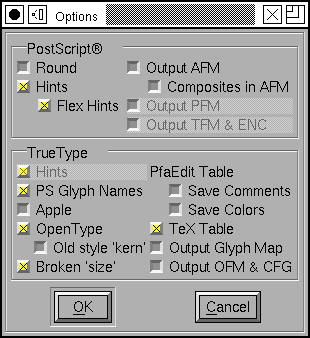 Options
PostScript®
Round Output AFM
Hints Composites in AFM
Flex Hints Output PFM
Output TFM & ENC
TrueType
Hints PfaEdit Table
PS Glyph Names Save Comments
Apple Save Colors
OpenType TeX Table
Old style 'kern' Output Glyph Map
Broken 'size' Output OFM & CFG
OK Cancel